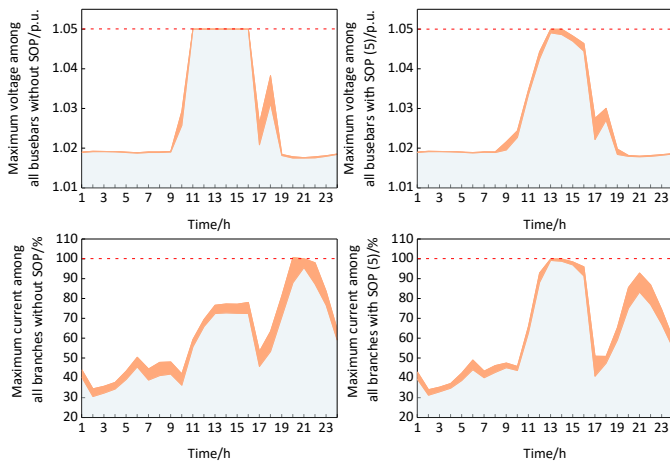 Maximum voltage among
all busebars without SOP/p.u.
1.05
1.04
1.03
1.02
1.01
1 3 5 7 9 11 13 15 17 19 21 23
Time/h
Maximum voltage among
all busebars with SOP (5)/p.u.
1.05
1.04
1.03
1.02
1.01
1 3 5 7 9 11 13 15 17 19 21 23
Time/h
Maximum current among
all branches without SOP/%
110
100
90
80
70
60
50
40
30
20
1 3 5 7 9 11 13 15 17 19 21 23
Time/h
Maximum current among
all branches with SOP (5)/%
110
100
90
80
70
60
50
40
30
20
1 3 5 7 9 11 13 15 17 19 21 23
Time/h